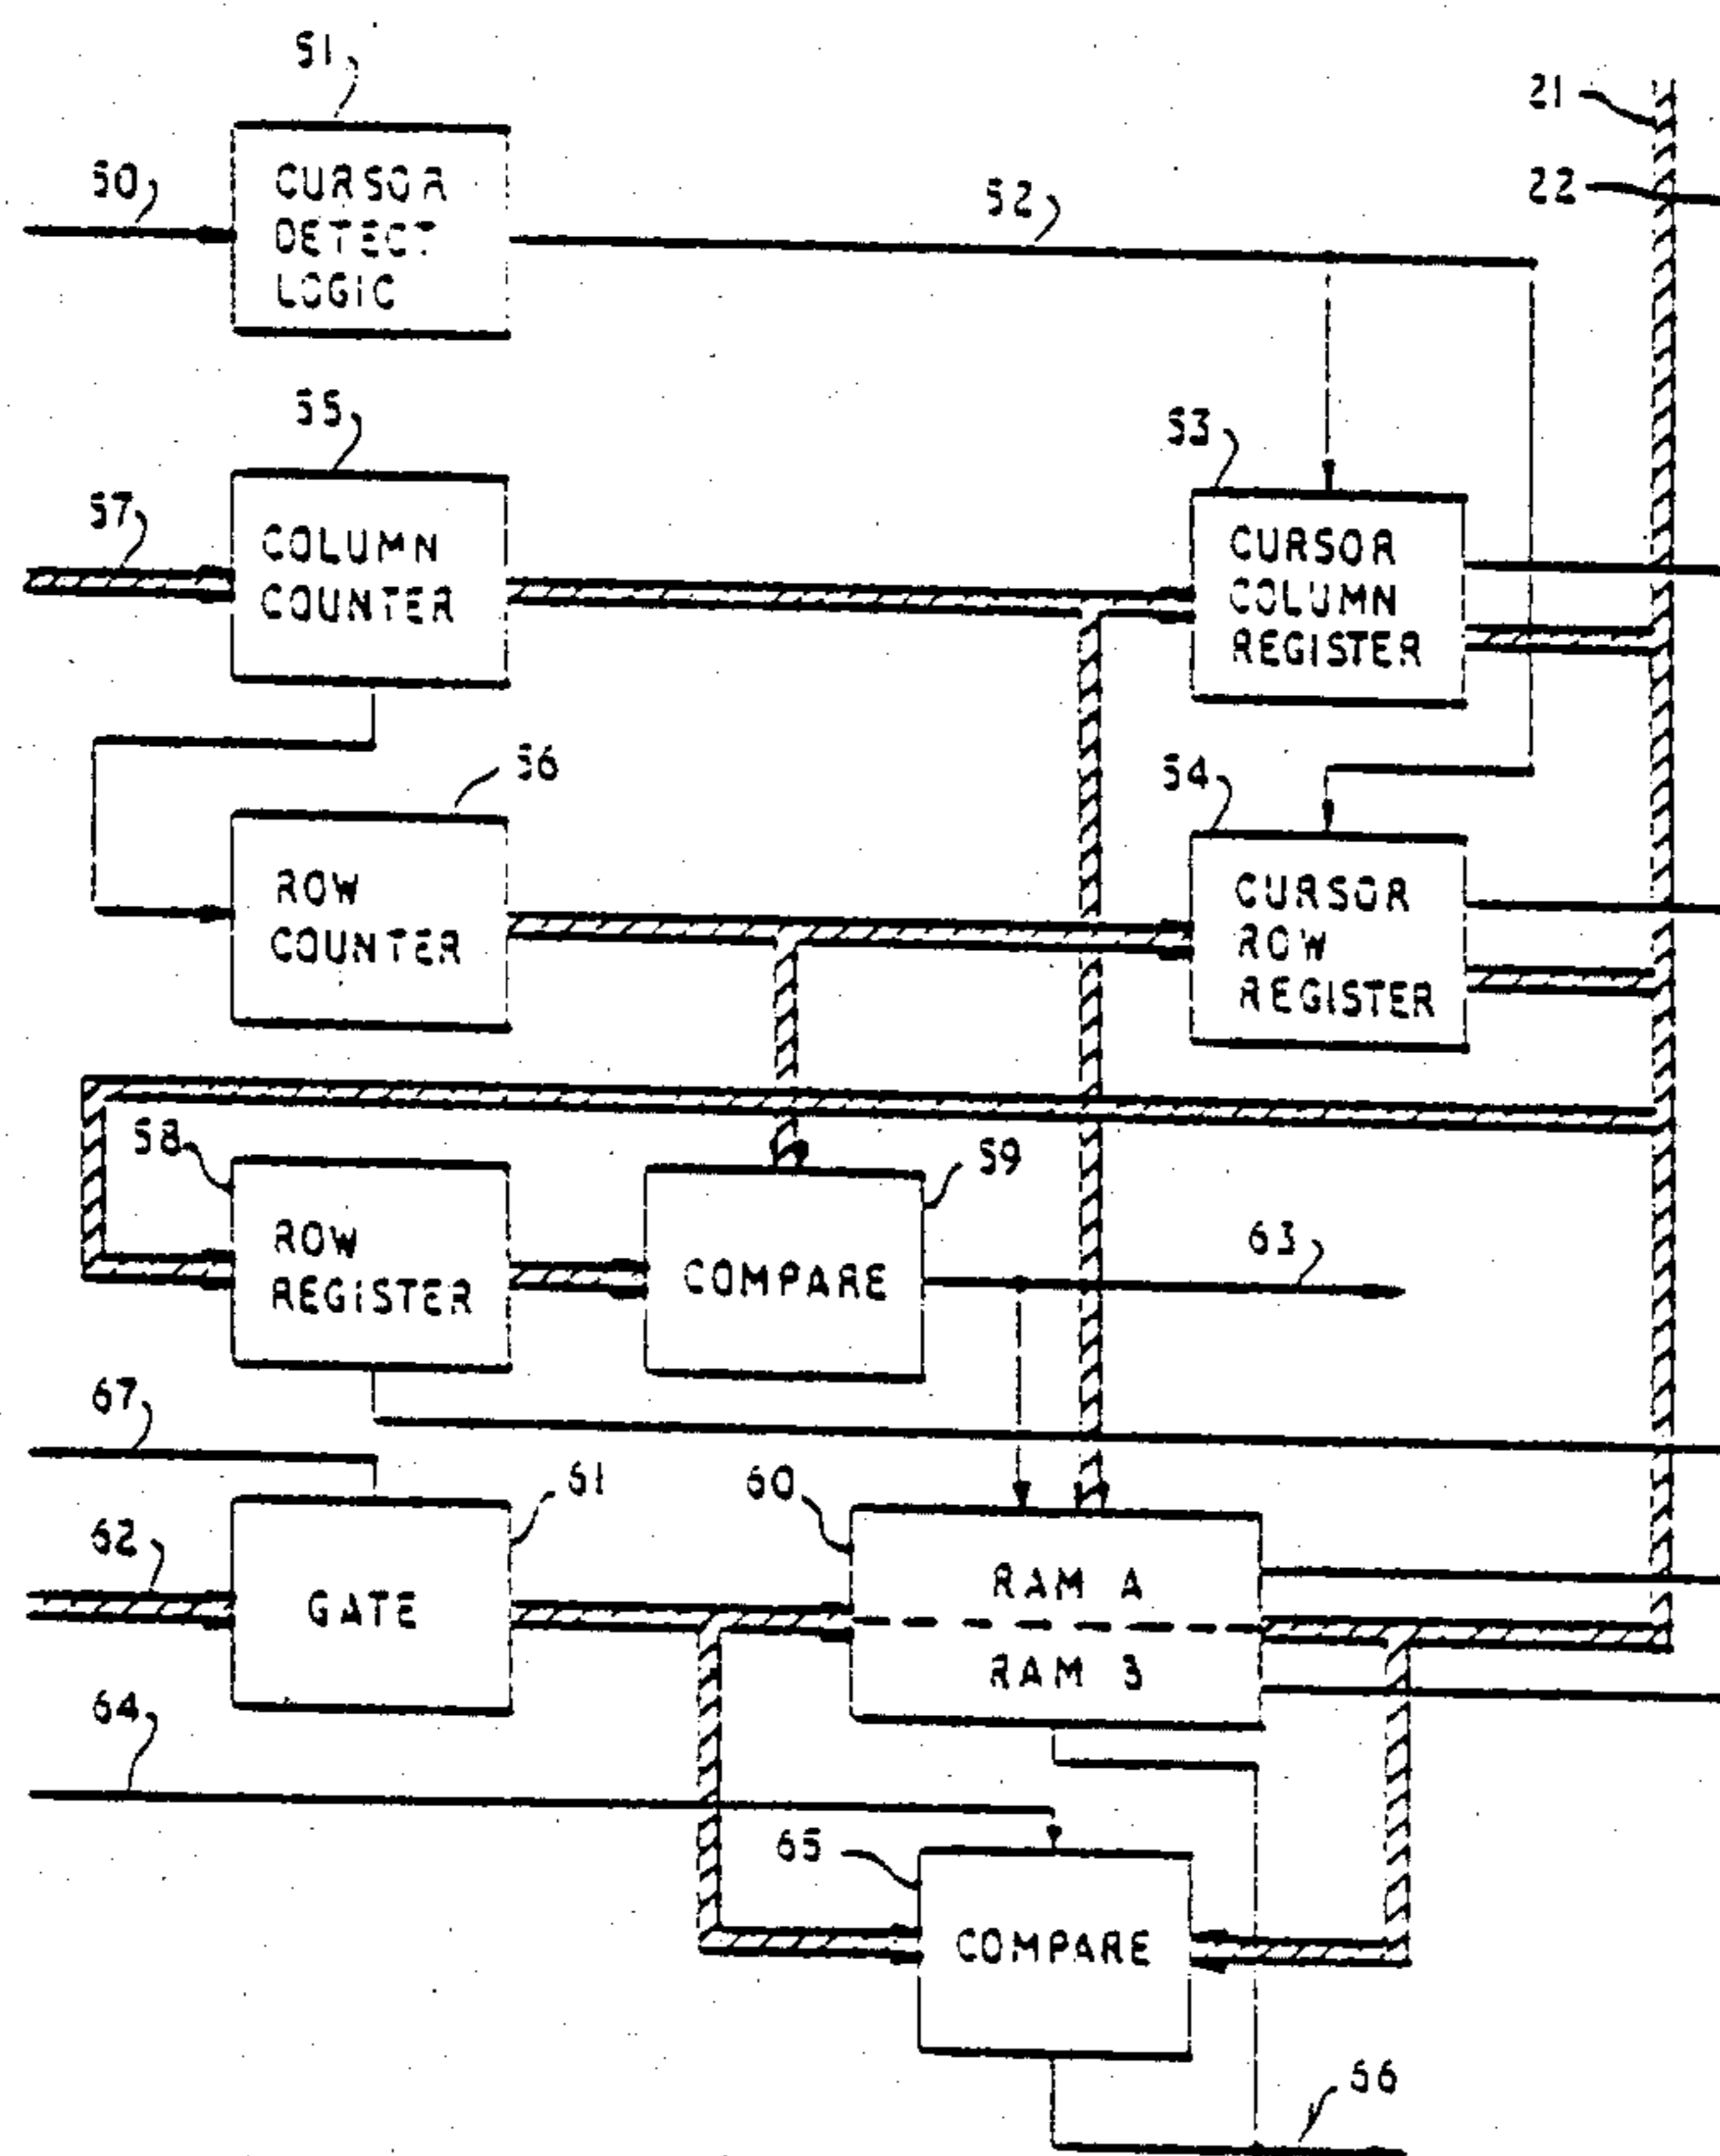 51
21
50
CURSOR
DETECT
LOGIC
52
22
55
53
57
COLUMN
COUNTER
CURSOR
COLUMN
REGISTER
56
54
ROW
COUNTER
CURSOR
ROW
REGISTER
58
59
ROW
REGISTER
COMPARE
63
67
61
60
62
GATE
RAM A
RAM B
64
65
COMPARE
66